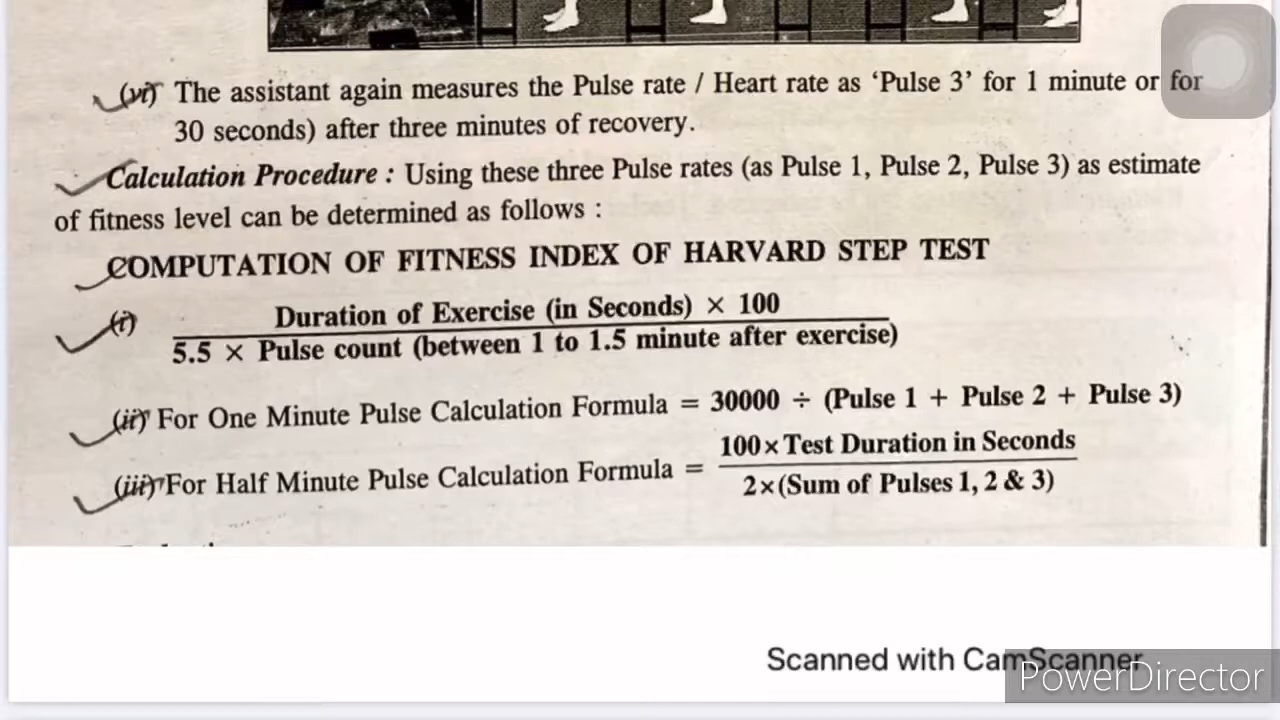 (vi) The assistant again measures the Pulse rate / Heart rate as ‘Pulse 3’ for 1 minute or for
30 seconds) after three minutes of recovery.
Calculation Procedure : Using these three Pulse rates (as Pulse 1, Pulse 2, Pulse 3) as estimate
of fitness level can be determined as follows :
COMPUTATION OF FITNESS INDEX OF HARVARD STEP TEST
(i) Duration of Exercise (in Seconds) × 100
5.5 × Pulse count (between 1 to 1.5 minute after exercise)
(ii) For One Minute Pulse Calculation Formula = 30000 ÷ (Pulse 1 + Pulse 2 + Pulse 3)
(iii) For Half Minute Pulse Calculation Formula = 100×Test Duration in Seconds
2×(Sum of Pulses 1, 2 & 3)
Scanned with CamScanner
PowerDirector